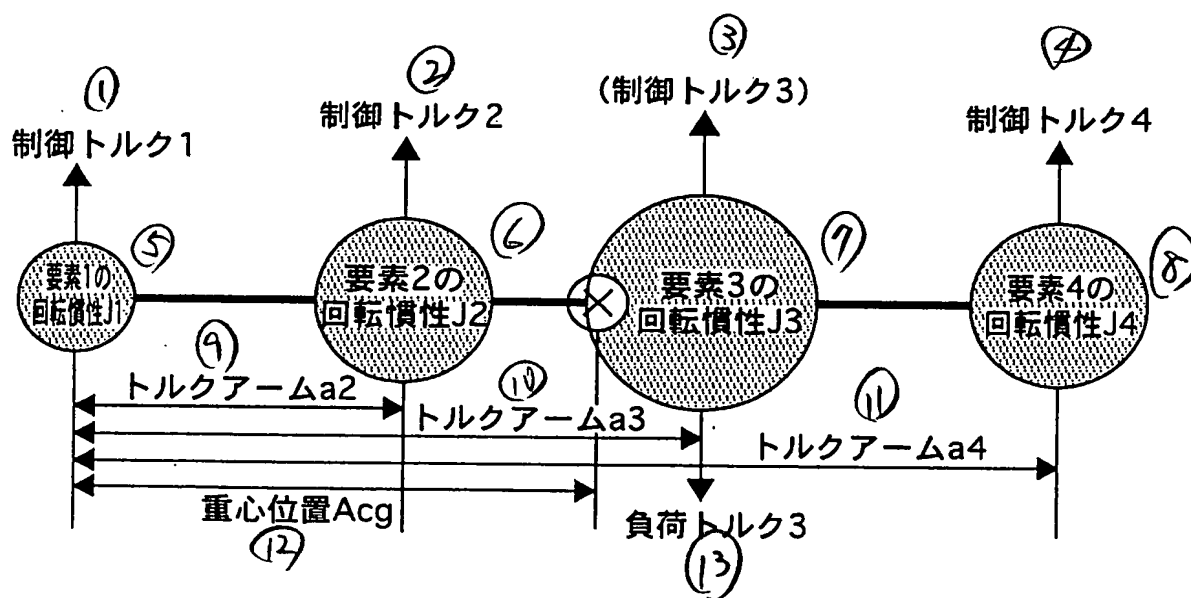 ③
②
④
①
(制御トルク3)
制御トルク2
制御トルク4
制御トルク1
⑤
⑥
⑦
⑧
要素1の
回転慣性J1
要素2の
回転慣性J2
要素3の
回転慣性J3
要素4の
回転慣性J4
⑨
トルクアームa2
⑩
トルクアームa3
⑪
トルクアームa4
重心位置Acg
⑫
負荷トルク3
⑬